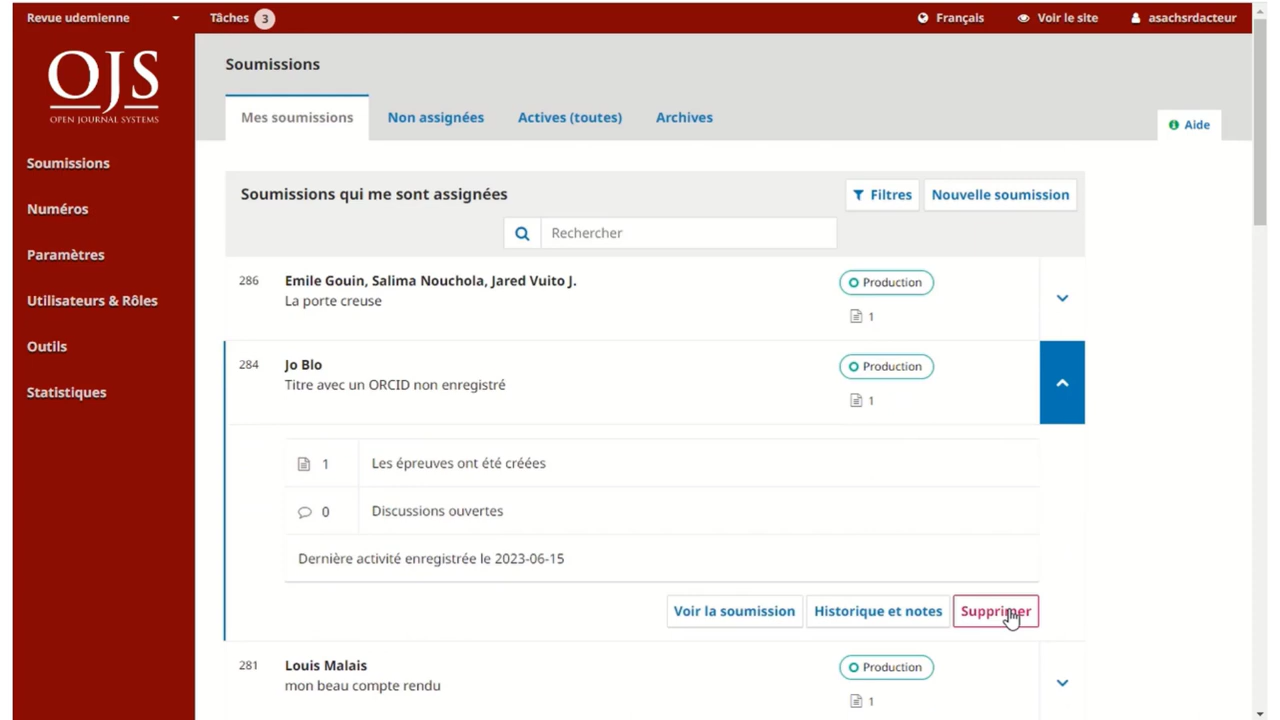 Revue udemienne
Tâches 3
Français
Voir le site
asachsrdacteur
OJS
OPEN JOURNAL SYSTEMS
Soumissions
Numéros
Paramètres
Utilisateurs & Rôles
Outils
Statistiques
Soumissions
Mes soumissions
Non assignées
Actives (toutes)
Archives
Aide
Soumissions qui me sont assignées
Filtres
Nouvelle soumission
Rechercher
286
Emile Gouin, Salima Nouchola, Jared Vuito J.
La porte creuse
Production
1
284
Jo Blo
Titre avec un ORCID non enregistré
Production
1
1 Les épreuves ont été créées
0 Discussions ouvertes
Dernière activité enregistrée le 2023-06-15
Voir la soumission
Historique et notes
Supprimer
281
Louis Malais
mon beau compte rendu
Production
1